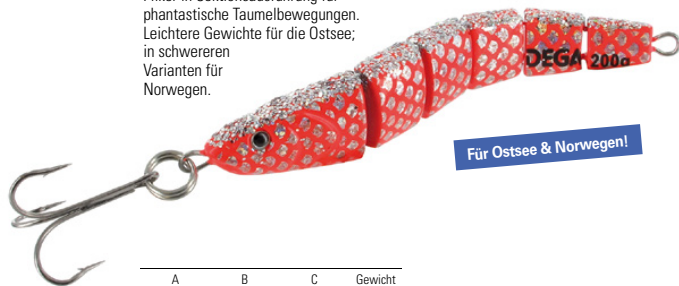 phantastische Taumelbewegungen.
Leichtere Gewichte für die Ostsee;
in schwereren
Varianten für
Norwegen.
DEGA 200g
Für Ostsee & Norwegen!
A B C Gewicht